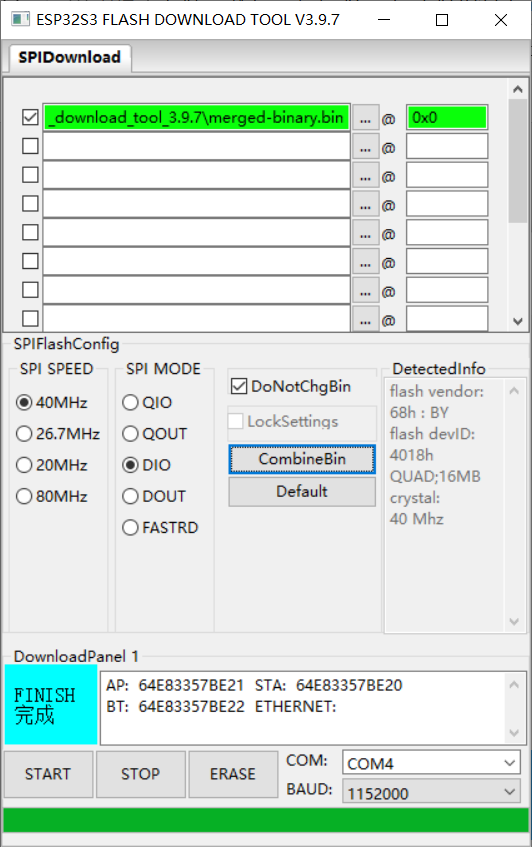 ESP32S3 FLASH DOWNLOAD TOOL V3.9.7
SPIDownload
_download_tool_3.9.7\merged-binary.bin ... @ 0x0
... @
... @
... @
... @
... @
... @
... @
SPIFlashConfig
SPI SPEED
40MHz
26.7MHz
20MHz
80MHz
SPI MODE
QIO
QOUT
DIO
DOUT
FASTRD
DoNotChgBin
LockSettings
CombineBin
Default
DetectedInfo
flash vendor:
68h : BY
flash devID:
4018h
QUAD;16MB
crystal:
40 Mhz
DownloadPanel 1
FINISH
完成
AP: 64E83357BE21 STA: 64E83357BE20
BT: 64E83357BE22 ETHERNET:
START STOP ERASE
COM: COM4
BAUD: 1152000